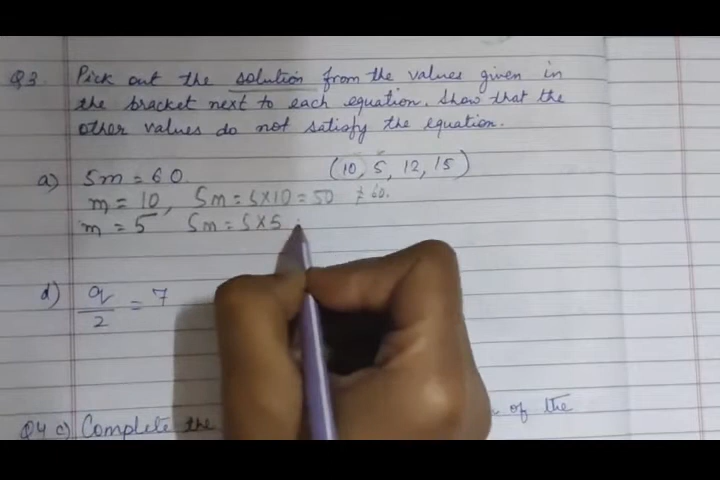 Q3. Pick out the solution from the values given in
the bracket next to each equation. Show that the
other values do not satisfy the equation.
a) 5m = 60 (10, 5, 12, 15)
m = 10, 5m = 5×10 = 50 ≠ 60.
m = 5 5m = 5×5
d) q/2 = 7
Q4 c) Complete the of the